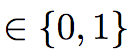 ∈ {0, 1}